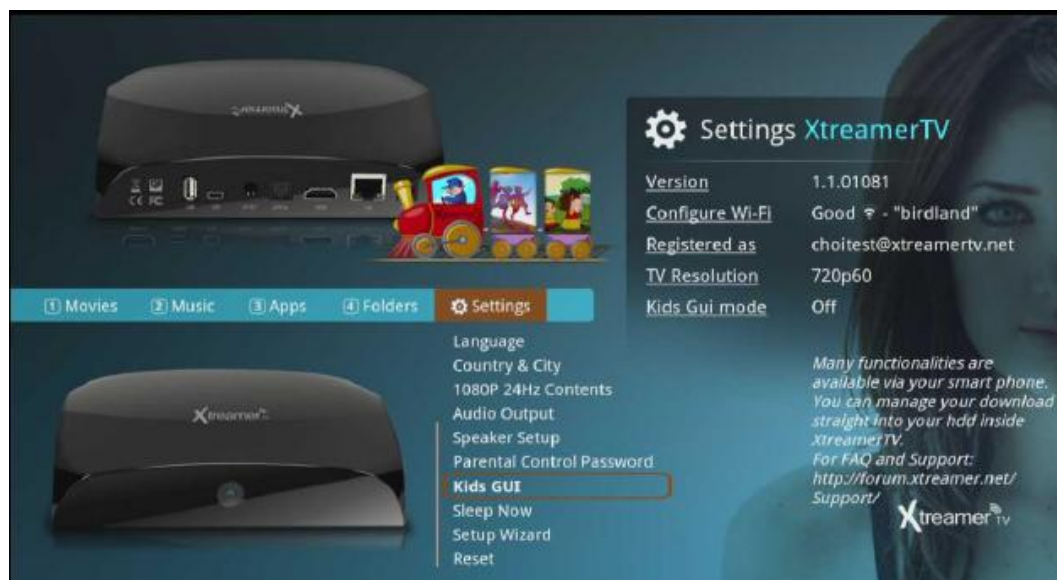 Xtreamer
Settings XtreamerTV
Version 1.1.01081
Configure Wi-Fi Good - "birdland"
Registered as choitest@xtreamertv.net
TV Resolution 720p60
Kids Gui mode Off
1 Movies 2 Music 3 Apps 4 Folders Settings
Language
Country & City
1080P 24Hz Contents
Audio Output
Speaker Setup
Parental Control Password
Kids GUI
Sleep Now
Setup Wizard
Reset
Xtreamer
Many functionalities are
available via your smart phone.
You can manage your download
straight into your hdd inside
XtreamerTV.
For FAQ and Support:
http://forum.xtreamer.net/
Support/
Xtreamer TV